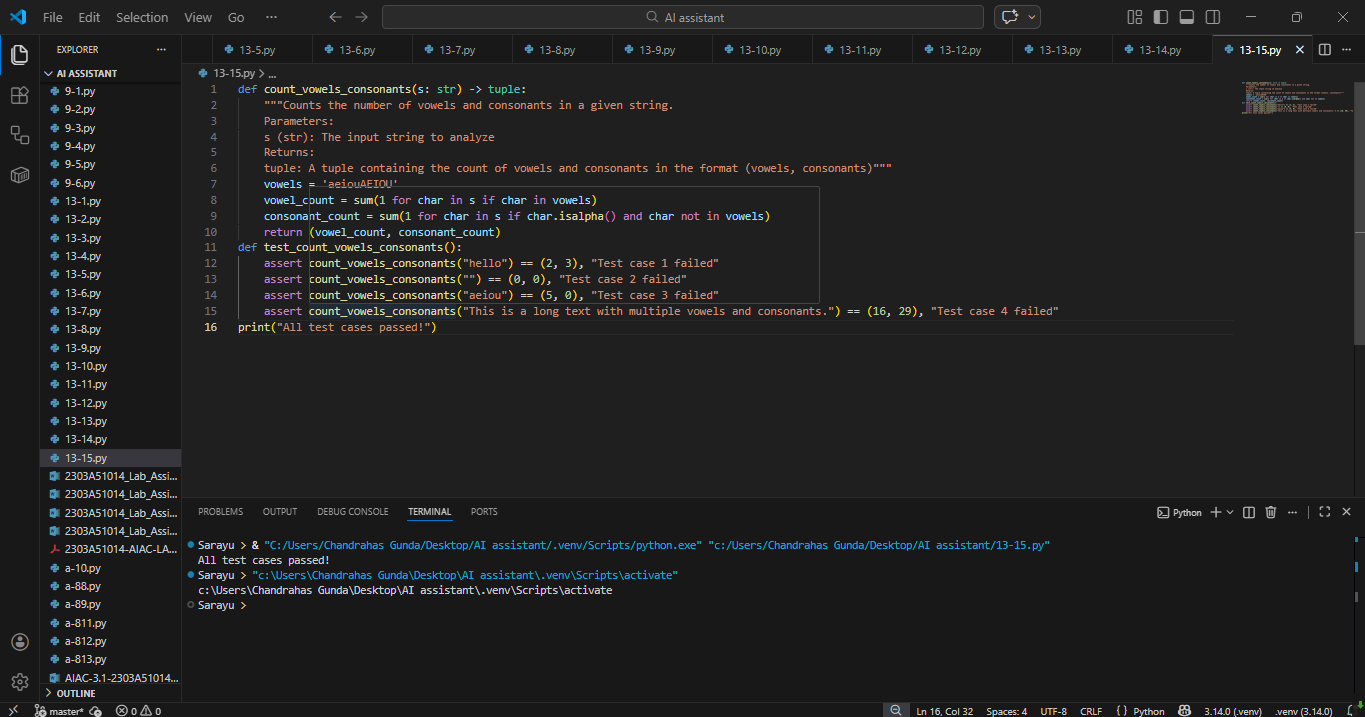 File Edit Selection View Go ··· AI assistant
EXPLORER ···
AI ASSISTANT
9-1.py
9-2.py
9-3.py
9-4.py
9-5.py
9-6.py
13-1.py
13-2.py
13-3.py
13-4.py
13-5.py
13-6.py
13-7.py
13-8.py
13-9.py
13-10.py
13-11.py
13-12.py
13-13.py
13-14.py
13-15.py
2303A51014_Lab_Assi...
2303A51014_Lab_Assi...
2303A51014_Lab_Assi...
2303A51014_Lab_Assi...
2303A51014-AIAC-LA...
a-10.py
a-88.py
a-89.py
a-811.py
a-812.py
a-813.py
AIAC-3.1-2303A51014...
OUTLINE
13-5.py 13-6.py 13-7.py 13-8.py 13-9.py 13-10.py 13-11.py 13-12.py 13-13.py 13-14.py 13-15.py
13-15.py > ...
1 def count_vowels_consonants(s: str) -> tuple:
2 """Counts the number of vowels and consonants in a given string.
3 Parameters:
4 s (str): The input string to analyze
5 Returns:
6 tuple: A tuple containing the count of vowels and consonants in the format (vowels, consonants)"""
7 vowels = 'aeiouAEIOU'
8 vowel_count = sum(1 for char in s if char in vowels)
9 consonant_count = sum(1 for char in s if char.isalpha() and char not in vowels)
10 return (vowel_count, consonant_count)
11 def test_count_vowels_consonants():
12 assert count_vowels_consonants("hello") == (2, 3), "Test case 1 failed"
13 assert count_vowels_consonants("") == (0, 0), "Test case 2 failed"
14 assert count_vowels_consonants("aeiou") == (5, 0), "Test case 3 failed"
15 assert count_vowels_consonants("This is a long text with multiple vowels and consonants.") == (16, 29), "Test case 4 failed"
16 print("All test cases passed!")
PROBLEMS OUTPUT DEBUG CONSOLE TERMINAL PORTS Python
Sarayu > & "C:/Users/Chandrahas Gunda/Desktop/AI assistant/.venv/Scripts/python.exe" "c:/Users/Chandrahas Gunda/Desktop/AI assistant/13-15.py"
All test cases passed!
Sarayu > "c:\Users\Chandrahas Gunda\Desktop\AI assistant\.venv\Scripts\activate"
c:\Users\Chandrahas Gunda\Desktop\AI assistant\.venv\Scripts\activate
Sarayu >
master* 0 0 Ln 16, Col 32 Spaces: 4 UTF-8 CRLF { } Python 3.14.0 (.venv) .venv (3.14.0)